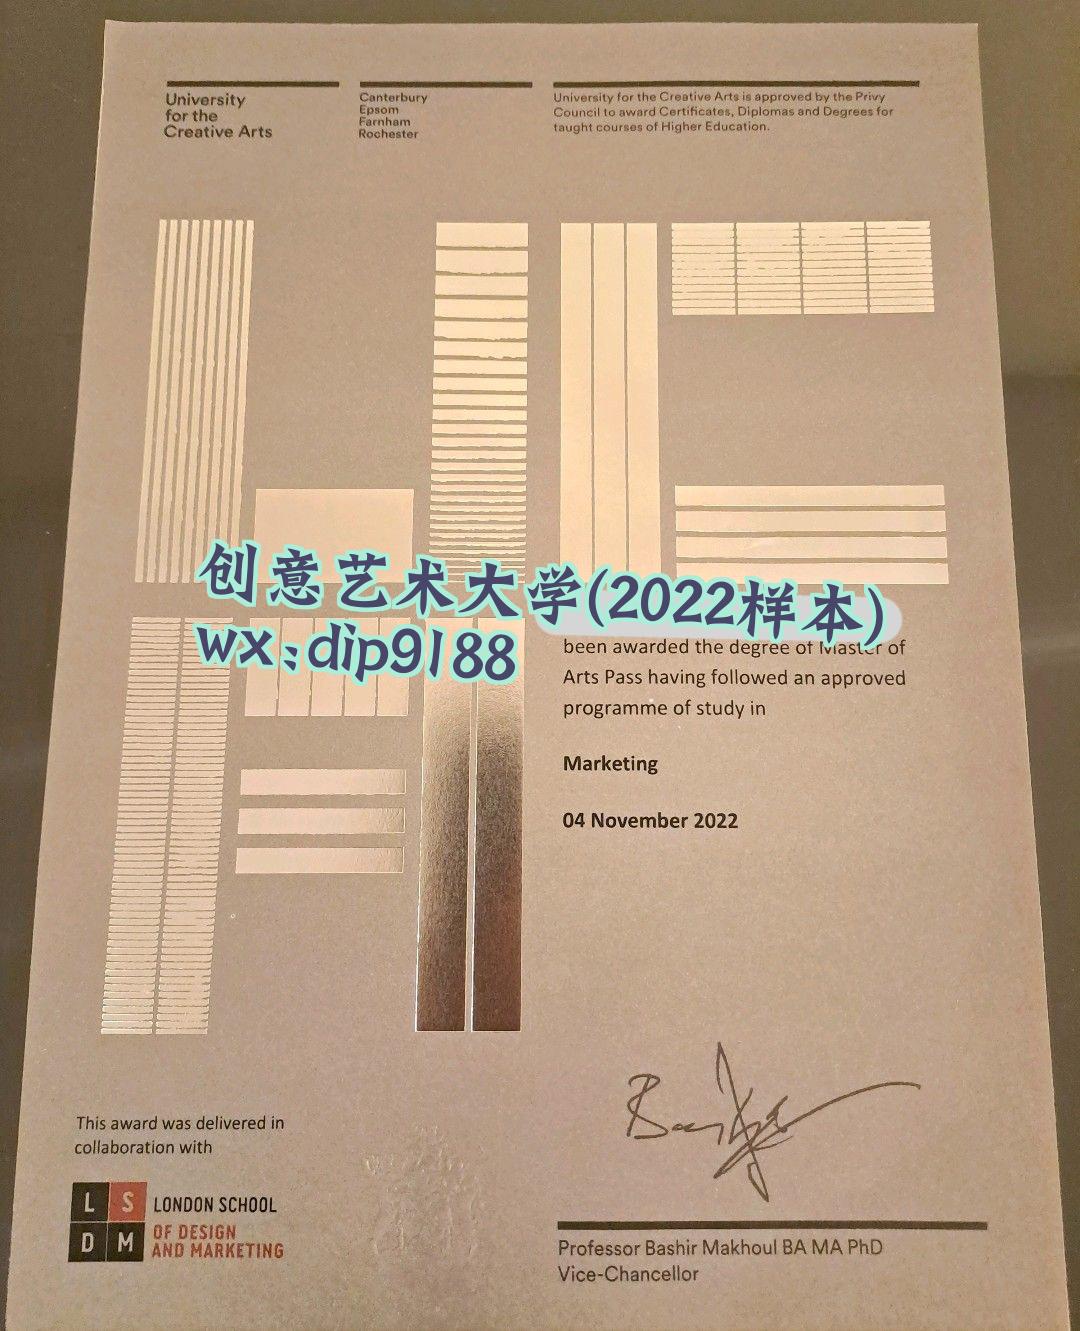 University
for the
Creative Arts
Canterbury
Epsom
Farnham
Rochester
University for the Creative Arts is approved by the Privy
Council to award Certificates, Diplomas and Degrees for
taught courses of Higher Education.
创意艺术大学(2022样本)
wx:dip9188
been awarded the degree of Master of
Arts Pass having followed an approved
programme of study in
Marketing
04 November 2022
This award was delivered in
collaboration with
L S
D M
LONDON SCHOOL
OF DESIGN
AND MARKETING
Professor Bashir Makhoul BA MA PhD
Vice-Chancellor